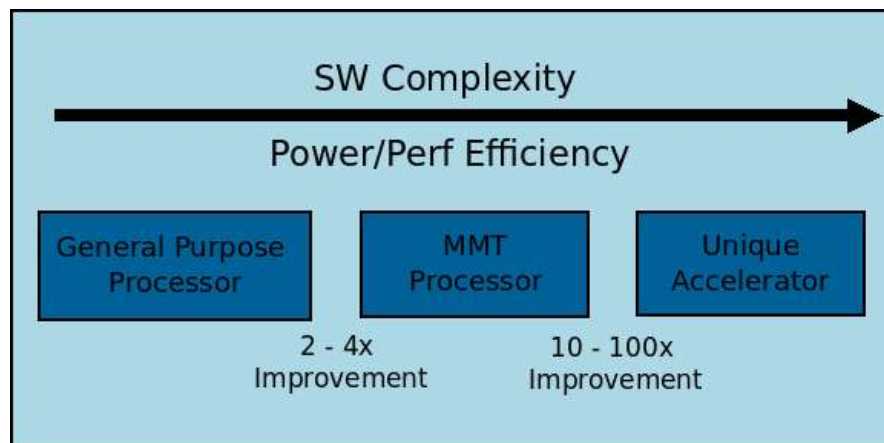 SW Complexity
Power/Perf Efficiency
General Purpose
Processor
MMT
Processor
Unique
Accelerator
2 - 4x
Improvement
10 - 100x
Improvement